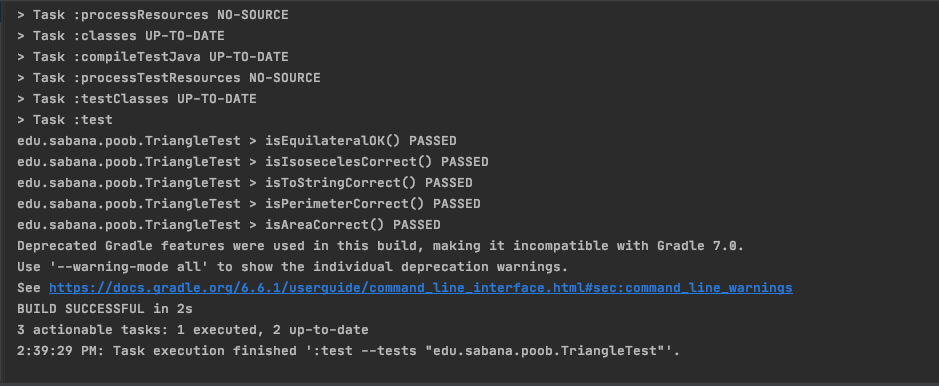 > Task :processResources NO-SOURCE
> Task :classes UP-TO-DATE
> Task :compileTestJava UP-TO-DATE
> Task :processTestResources NO-SOURCE
> Task :testClasses UP-TO-DATE
> Task :test
edu.sabana.poob.TriangleTest > isEquilateralOK() PASSED
edu.sabana.poob.TriangleTest > isIsosecelesCorrect() PASSED
edu.sabana.poob.TriangleTest > isToStringCorrect() PASSED
edu.sabana.poob.TriangleTest > isPerimeterCorrect() PASSED
edu.sabana.poob.TriangleTest > isAreaCorrect() PASSED
Deprecated Gradle features were used in this build, making it incompatible with Gradle 7.0.
Use '--warning-mode all' to show the individual deprecation warnings.
See https://docs.gradle.org/6.6.1/userguide/command_line_interface.html#sec:command_line_warnings
BUILD SUCCESSFUL in 2s
3 actionable tasks: 1 executed, 2 up-to-date
2:39:29 PM: Task execution finished ':test --tests "edu.sabana.poob.TriangleTest"'.